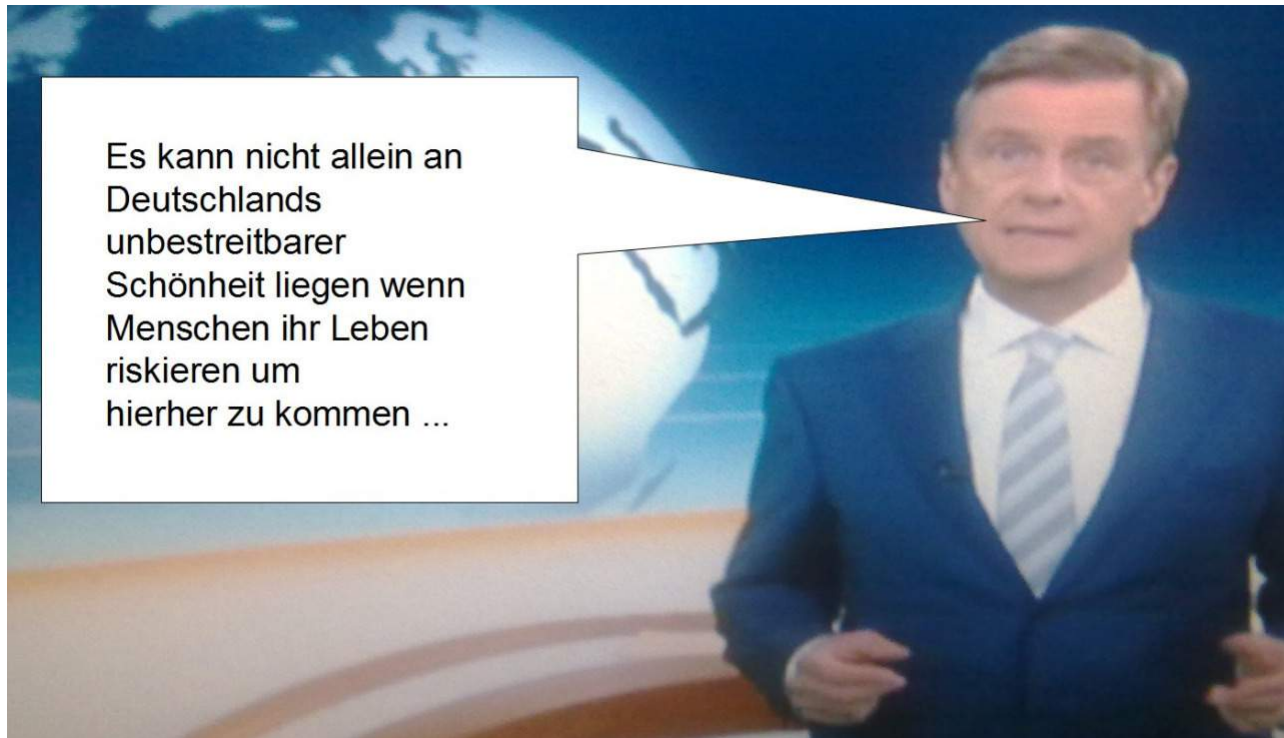 Es kann nicht allein an
Deutschlands
unbestreitbarer
Schönheit liegen wenn
Menschen ihr Leben
riskieren um
hierher zu kommen ...